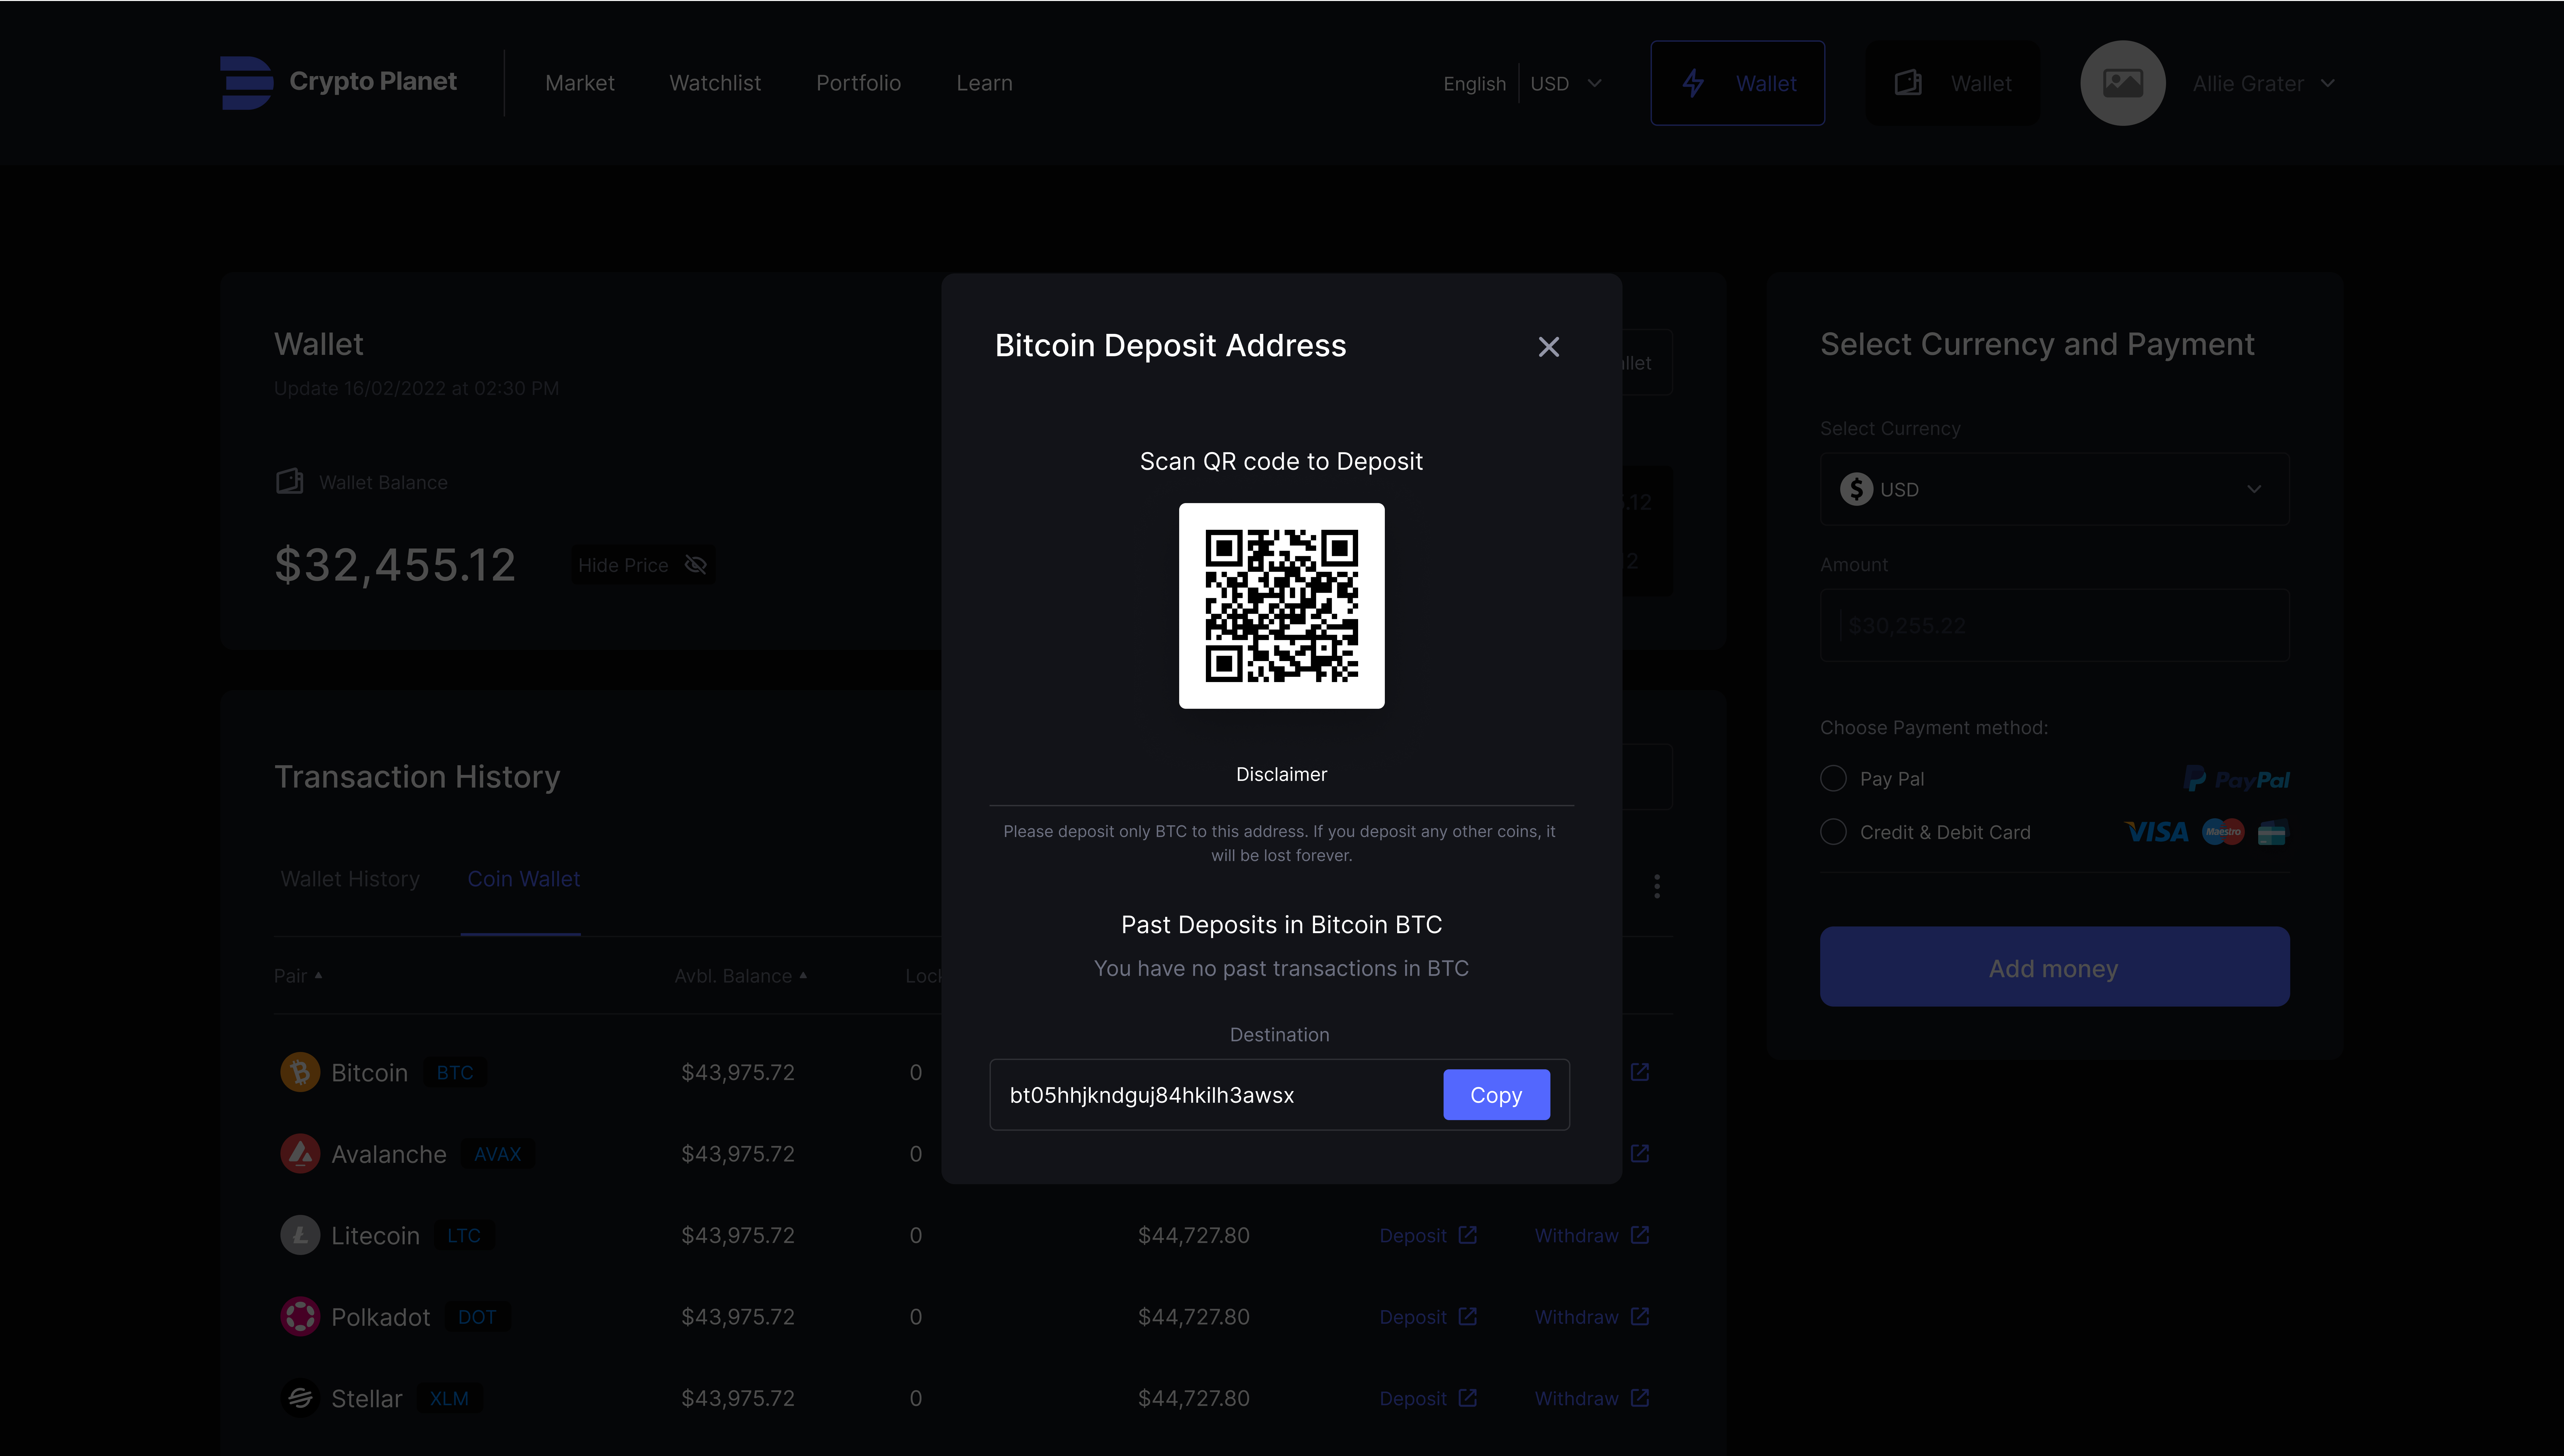 Crypto Planet
Market Watchlist Portfolio Learn
English USD
Wallet
Wallet
Allie Grater
Wallet
Update 16/02/2022 at 02:30 PM
Wallet Balance
$32,455.12
Hide Price
Bitcoin Deposit Address
Scan QR code to Deposit
Disclaimer
Please deposit only BTC to this address. If you deposit any other coins, it
will be lost forever.
Past Deposits in Bitcoin BTC
You have no past transactions in BTC
Destination
bt05hhjkndguj84hkilh3awsx
Copy
Select Currency and Payment
Select Currency
$ USD
Amount
$30,255.22
Choose Payment method:
Pay Pal PayPal
Credit & Debit Card VISA Maestro
Add money
Transaction History
Wallet History Coin Wallet
Pair Avbl. Balance
Bitcoin BTC $43,975.72 0
Avalanche AVAX $43,975.72 0
Litecoin LTC $43,975.72 0 $44,727.80 Deposit Withdraw
Polkadot DOT $43,975.72 0 $44,727.80 Deposit Withdraw
Stellar XLM $43,975.72 0 $44,727.80 Deposit Withdraw